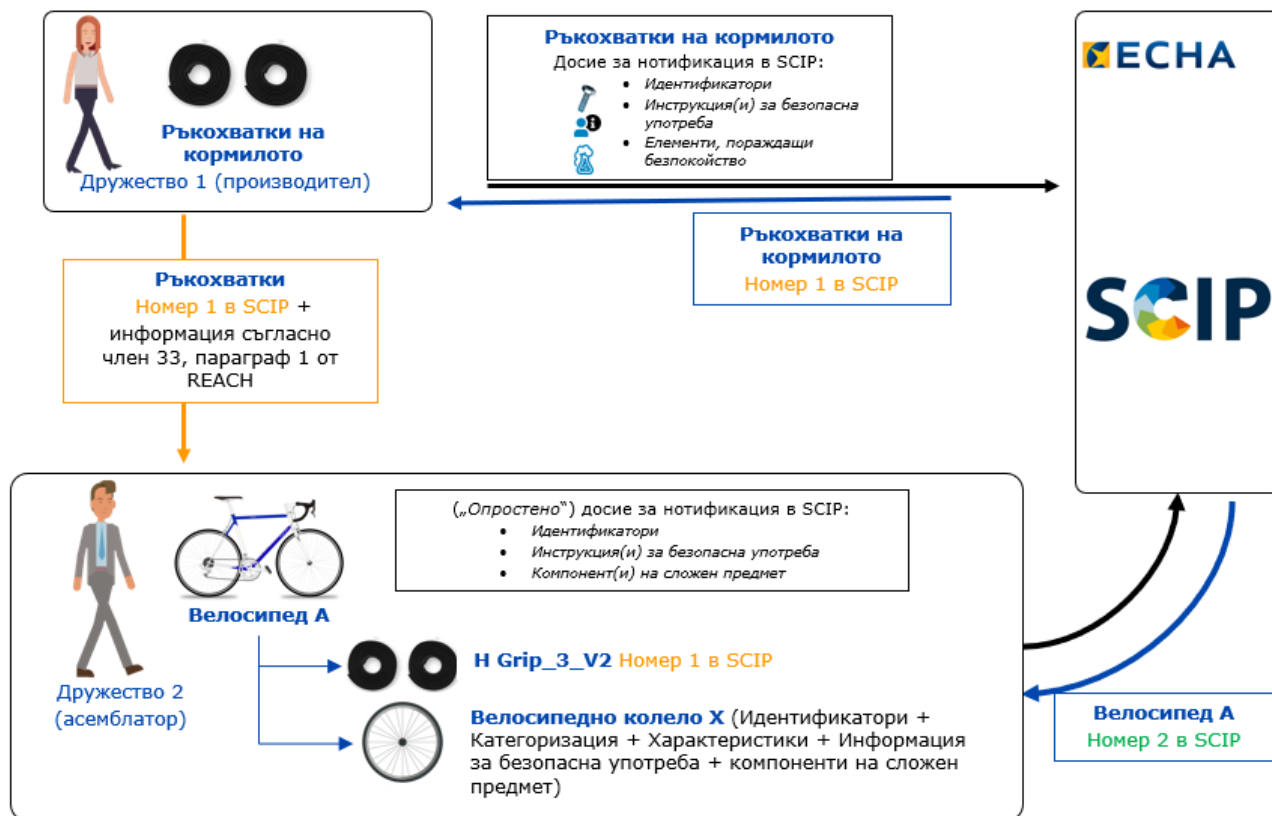 Ръкохватки на
кормилото
Дружество 1 (производител)
Ръкохватки на кормилото
Досие за нотификация в SCIP:
• Идентификатори
• Инструкция(и) за безопасна
употреба
• Елементи, пораждащи
безпокойство
ECHA
SCIP
Ръкохватки на
кормилото
Номер 1 в SCIP
Ръкохватки
Номер 1 в SCIP +
информация съгласно
член 33, параграф 1 от
REACH
(„Опростено“) досие за нотификация в SCIP:
• Идентификатори
• Инструкция(и) за безопасна употреба
• Компонент(и) на сложен предмет
Велосипед А
H Grip_3_V2 Номер 1 в SCIP
Дружество 2
(асемблатор)
Велосипедно колело X (Идентификатори +
Категоризация + Характеристики + Информация
за безопасна употреба + компоненти на сложен
предмет)
Велосипед А
Номер 2 в SCIP